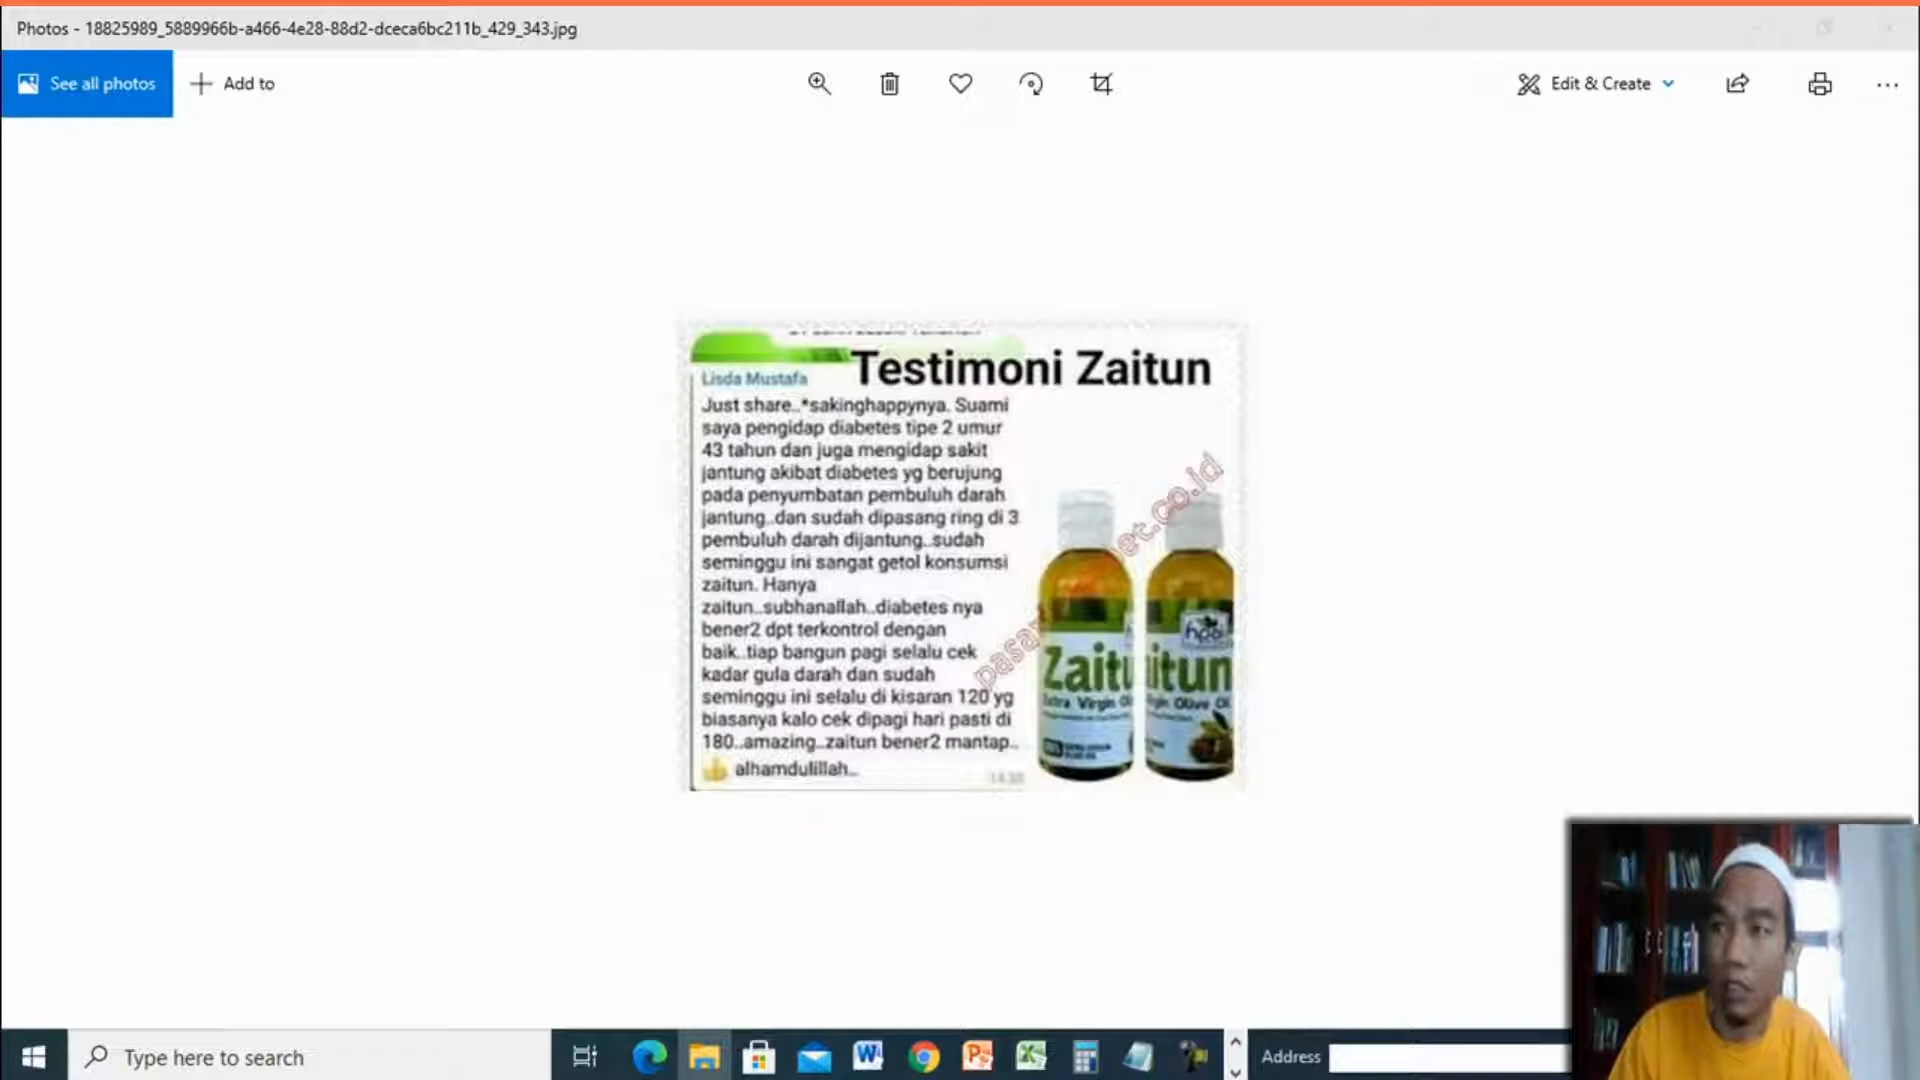 Photos - 18825989_5889966b-a466-4e28-88d2-dceca6bc211b_429_343.jpg
See all photos
Add to
Edit & Create
Testimoni Zaitun
Lisda Mustafa
Just share..*sakinghappynya. Suami
saya pengidap diabetes tipe 2 umur
43 tahun dan juga mengidap sakit
jantung akibat diabetes yg berujung
pada penyumbatan pembuluh darah
jantung..dan sudah dipasang ring di 3
pembuluh darah dijantung..sudah
seminggu ini sangat getol konsumsi
zaitun. Hanya
zaitun..subhanallah..diabetes nya
bener2 dpt terkontrol dengan
baik..tiap bangun pagi selalu cek
kadar gula darah dan sudah
seminggu ini selalu di kisaran 120 yg
biasanya kalo cek dipagi hari pasti di
180..amazing..zaitun bener2 mantap..
alhamdulillah..
hpai
Zaitu
Extra Virgin Ol
itun
Virgin Olive Oi
Type here to search
Address